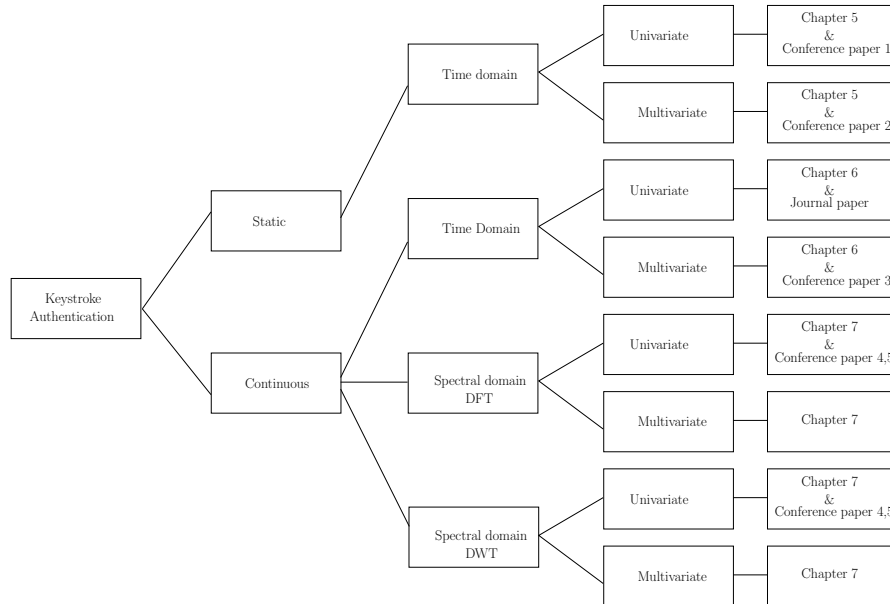 Keystroke
Authentication
Static
Continuous
Time domain
Time Domain
Spectral domain
DFT
Spectral domain
DWT
Univariate
Multivariate
Univariate
Multivariate
Univariate
Multivariate
Univariate
Multivariate
Chapter 5
&
Conference paper 1
Chapter 5
&
Conference paper 2
Chapter 6
&
Journal paper
Chapter 6
&
Conference paper 3
Chapter 7
&
Conference paper 4,5
Chapter 7
Chapter 7
&
Conference paper 4,5
Chapter 7